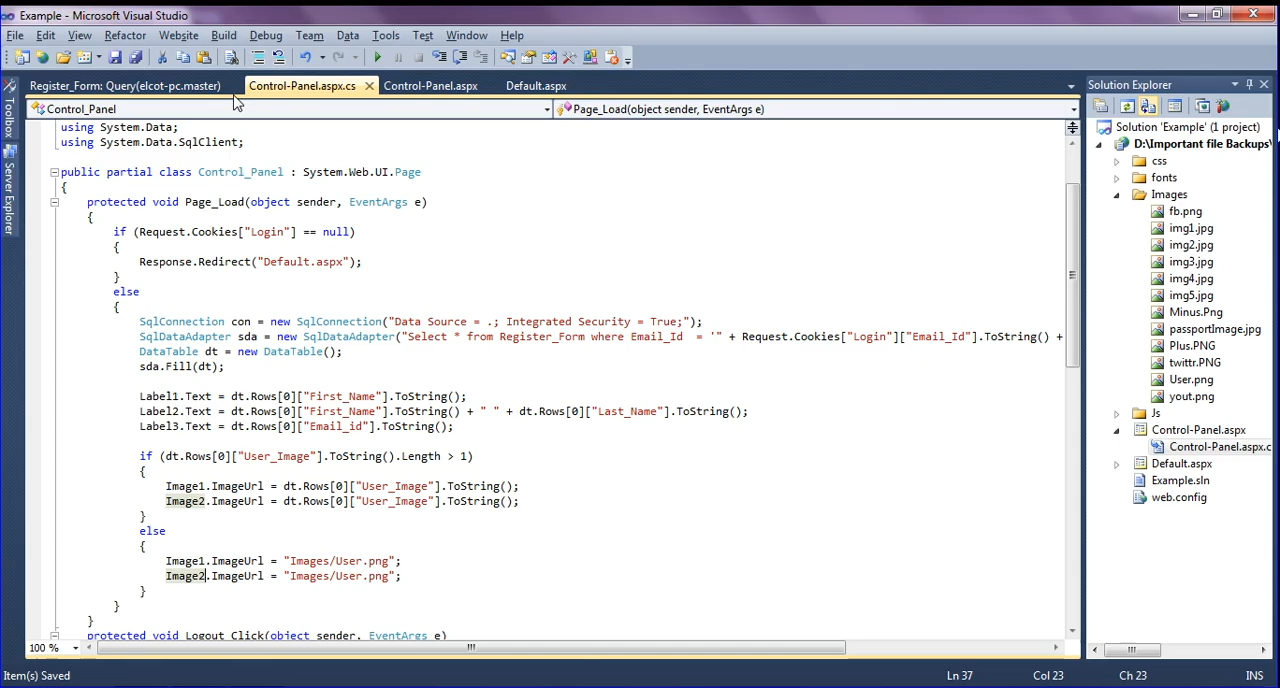 Example - Microsoft Visual Studio
File Edit View Refactor Website Build Debug Team Data Tools Test Window Help
Register_Form: Query(elcot-pc.master) Control-Panel.aspx.cs Control-Panel.aspx Default.aspx
Control_Panel Page_Load(object sender, EventArgs e)
Toolbox
Server Explorer
using System.Data;
using System.Data.SqlClient;
public partial class Control_Panel : System.Web.UI.Page
{
protected void Page_Load(object sender, EventArgs e)
{
if (Request.Cookies["Login"] == null)
{
Response.Redirect("Default.aspx");
}
else
{
SqlConnection con = new SqlConnection("Data Source = .; Integrated Security = True;");
SqlDataAdapter sda = new SqlDataAdapter("Select * from Register_Form where Email_Id  = '" + Request.Cookies["Login"]["Email_Id"].ToString() +
DataTable dt = new DataTable();
sda.Fill(dt);
Label1.Text = dt.Rows[0]["First_Name"].ToString();
Label2.Text = dt.Rows[0]["First_Name"].ToString() + " " + dt.Rows[0]["Last_Name"].ToString();
Label3.Text = dt.Rows[0]["Email_id"].ToString();
if (dt.Rows[0]["User_Image"].ToString().Length > 1)
{
Image1.ImageUrl = dt.Rows[0]["User_Image"].ToString();
Image2.ImageUrl = dt.Rows[0]["User_Image"].ToString();
}
else
{
Image1.ImageUrl = "Images/User.png";
Image2.ImageUrl = "Images/User.png";
}
}
}
protected void Logout_Click(object sender, EventArgs e)
100 %
Solution Explorer
Solution 'Example' (1 project)
D:\Important file Backups\
css
fonts
Images
fb.png
img1.jpg
img2.jpg
img3.jpg
img4.jpg
img5.jpg
Minus.Png
passportImage.jpg
Plus.PNG
twittr.PNG
User.png
yout.png
Js
Control-Panel.aspx
Control-Panel.aspx.c
Default.aspx
Example.sln
web.config
Item(s) Saved Ln 37 Col 23 Ch 23 INS